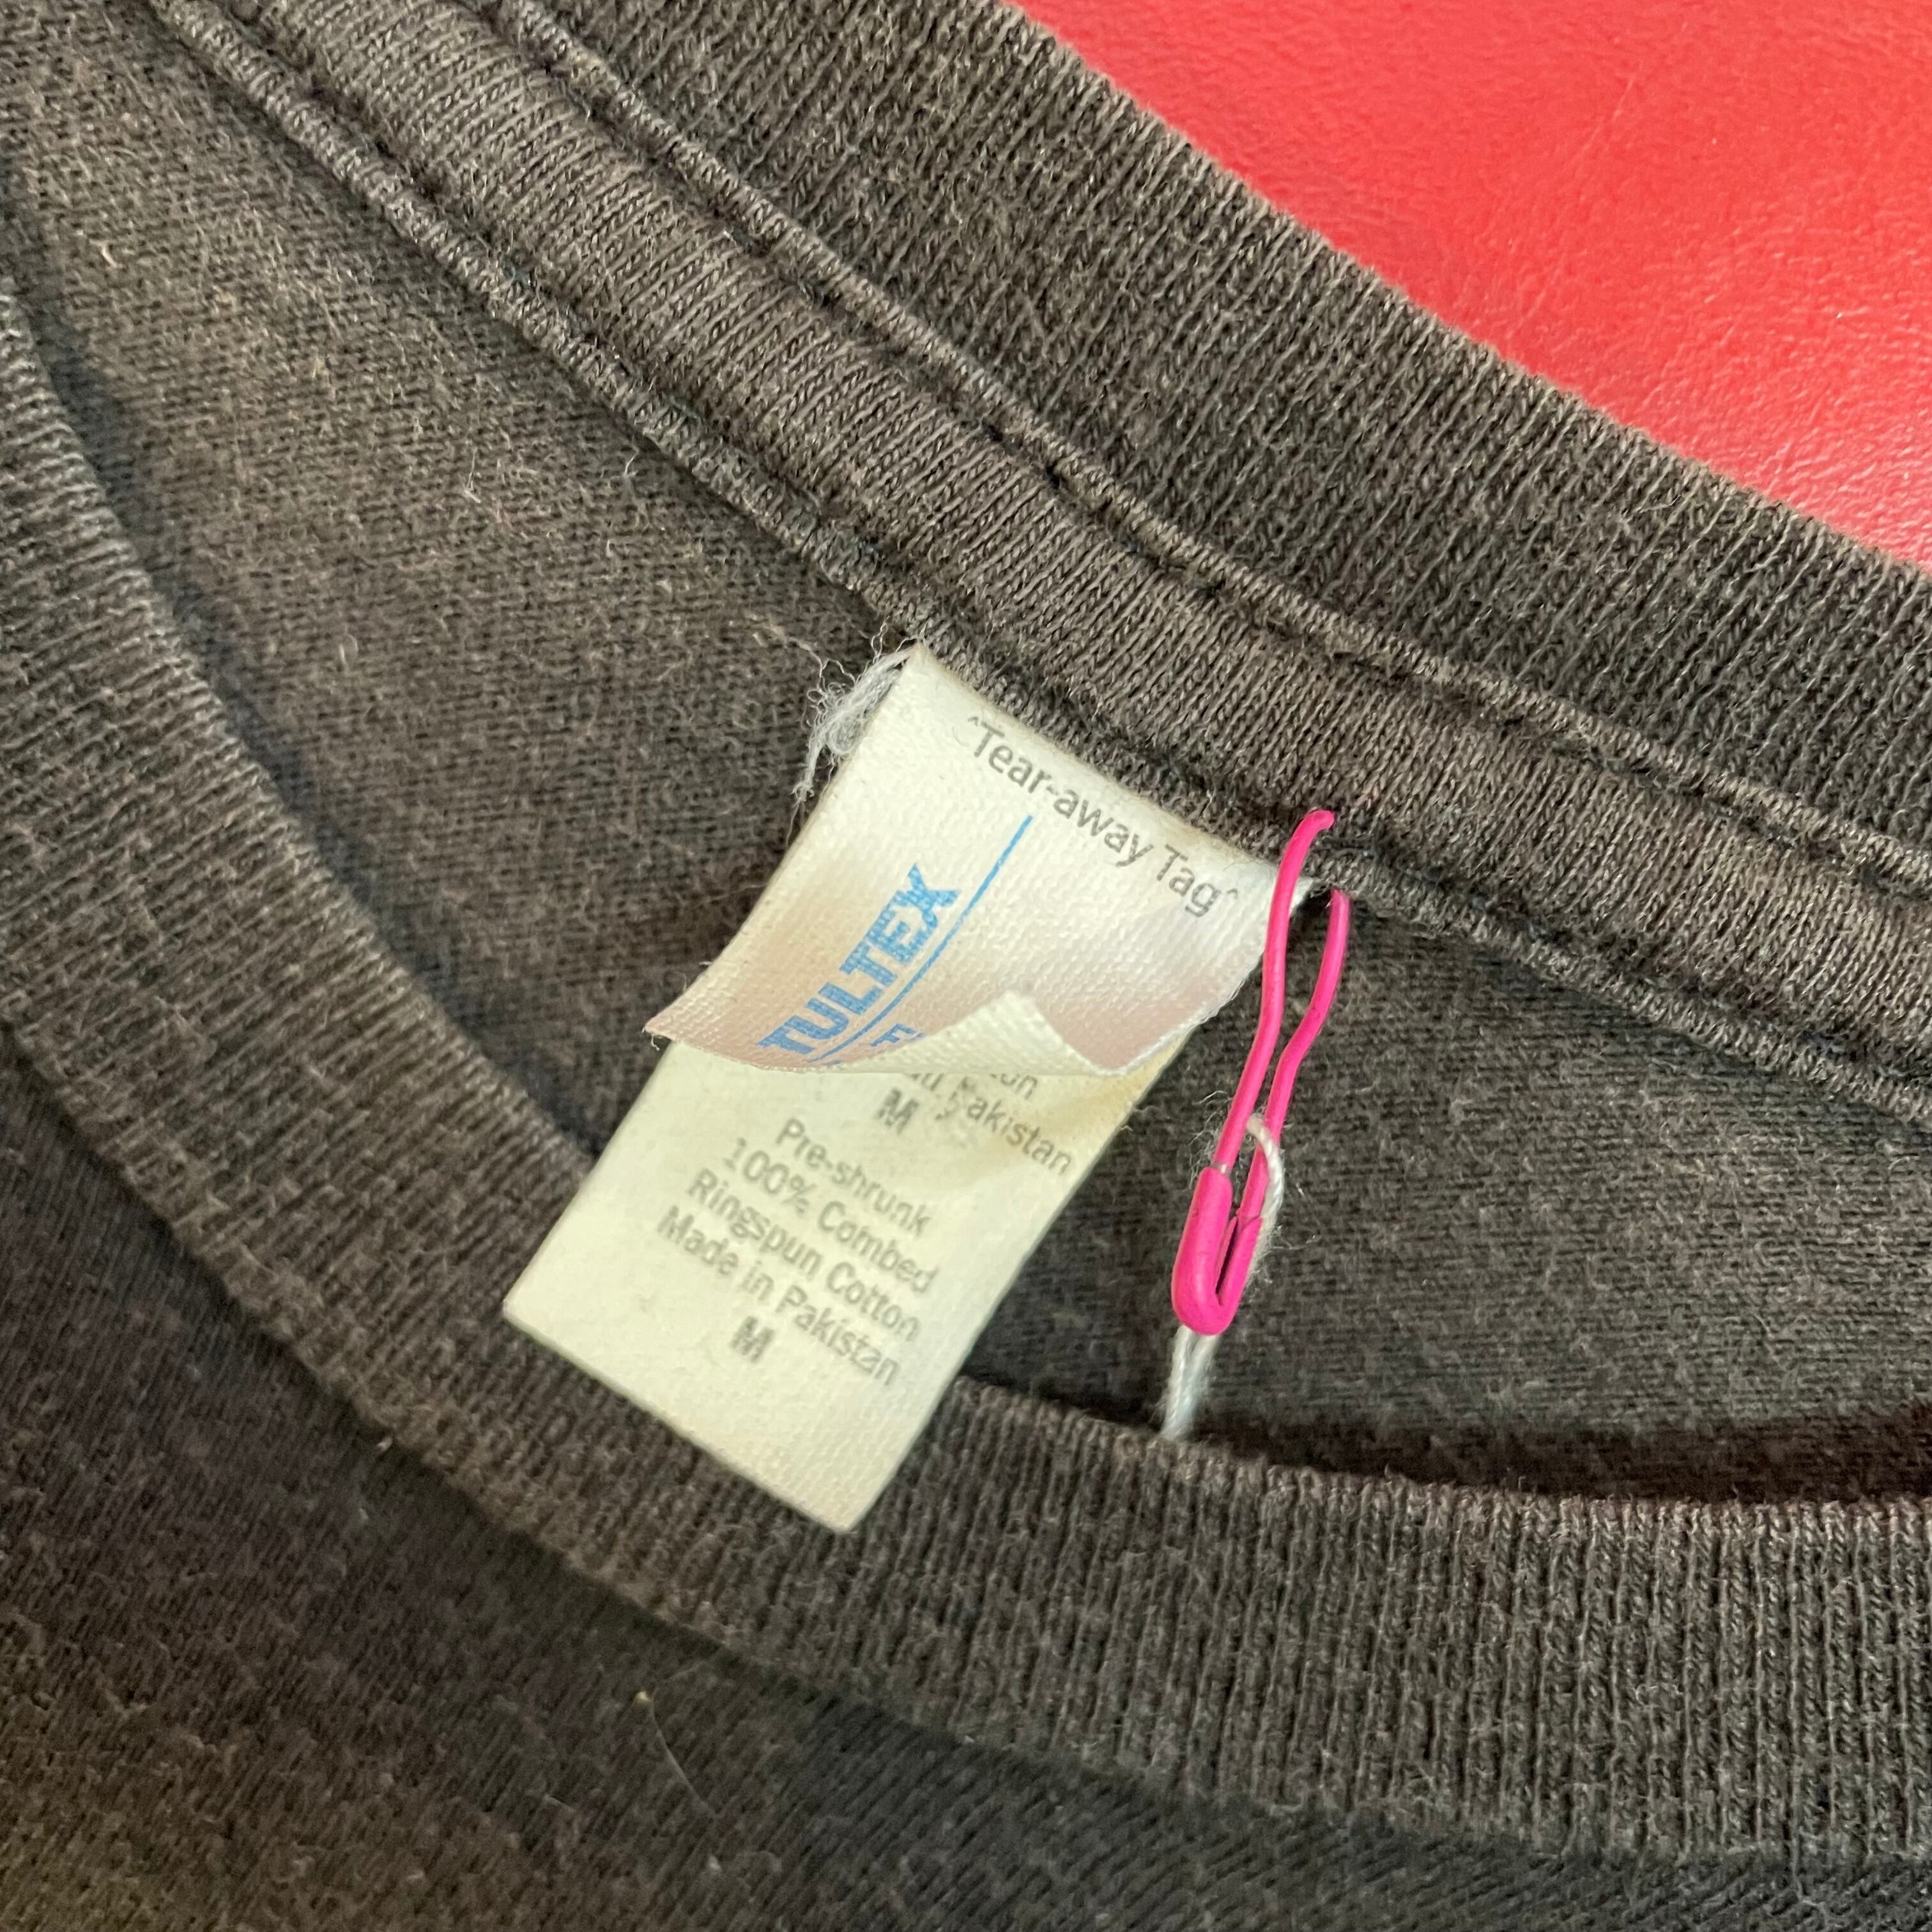 "Tear-away Tag"
TULTEX
Pakistan
M
Pre-shrunk
100% Combed
Ringspun Cotton
Made in Pakistan
M